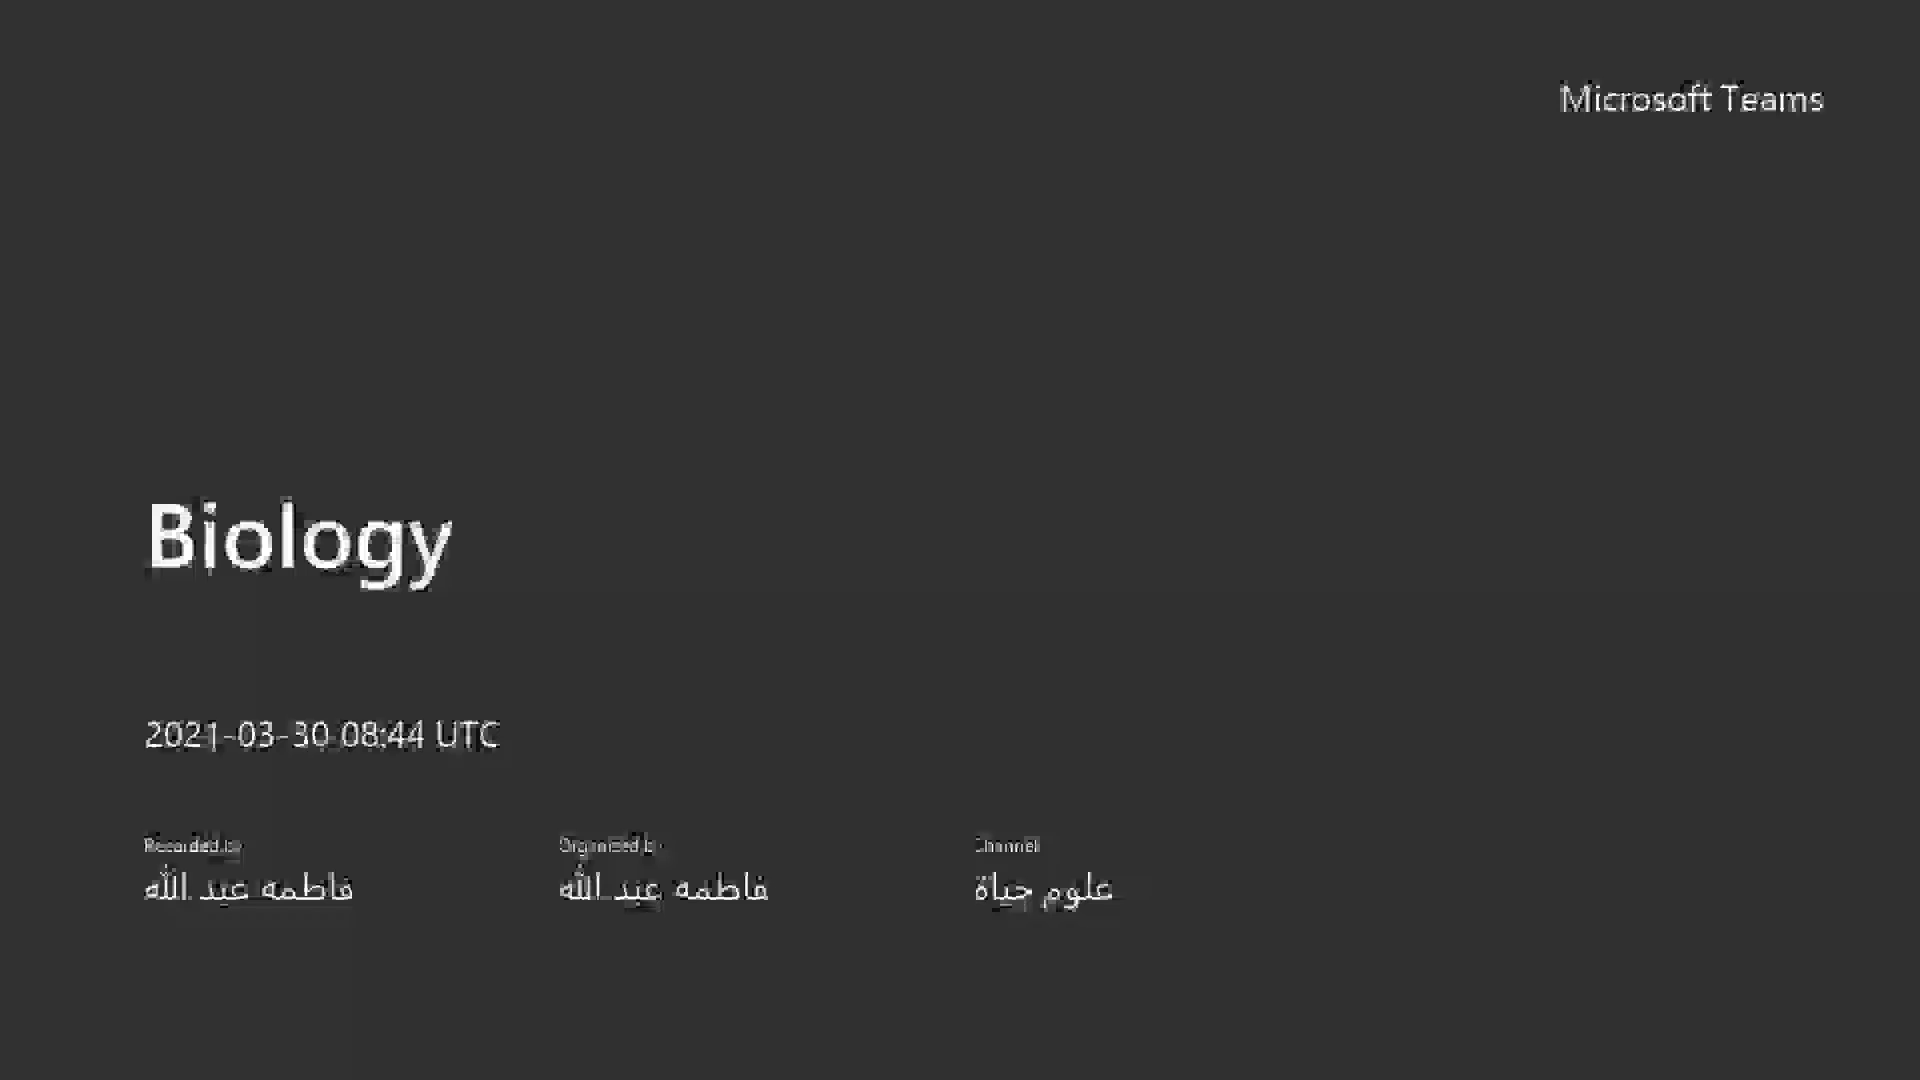 Microsoft Teams
Biology
2021-03-30 08:44 UTC
Recorded by
فاطمه عبد الله
Organized by
فاطمه عبد الله
Channel
علوم حياة